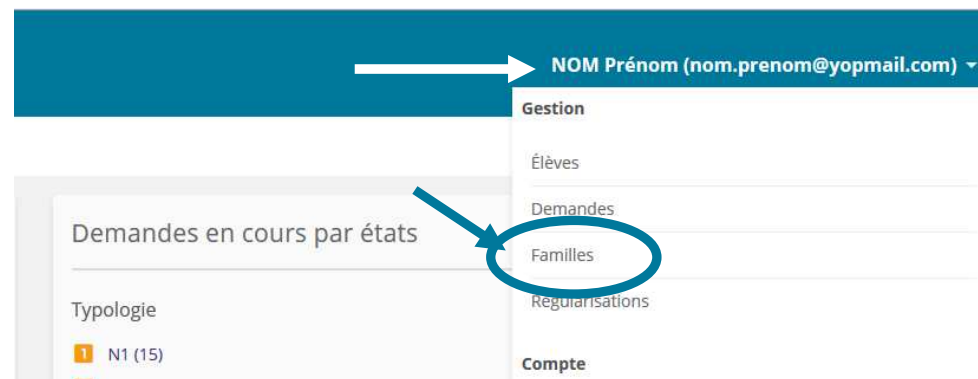 NOM Prénom (nom.prenom@yopmail.com)
Gestion
Élèves
Demandes
Familles
Régularisations
Compte
Demandes en cours par états
Typologie
1 N1 (15)